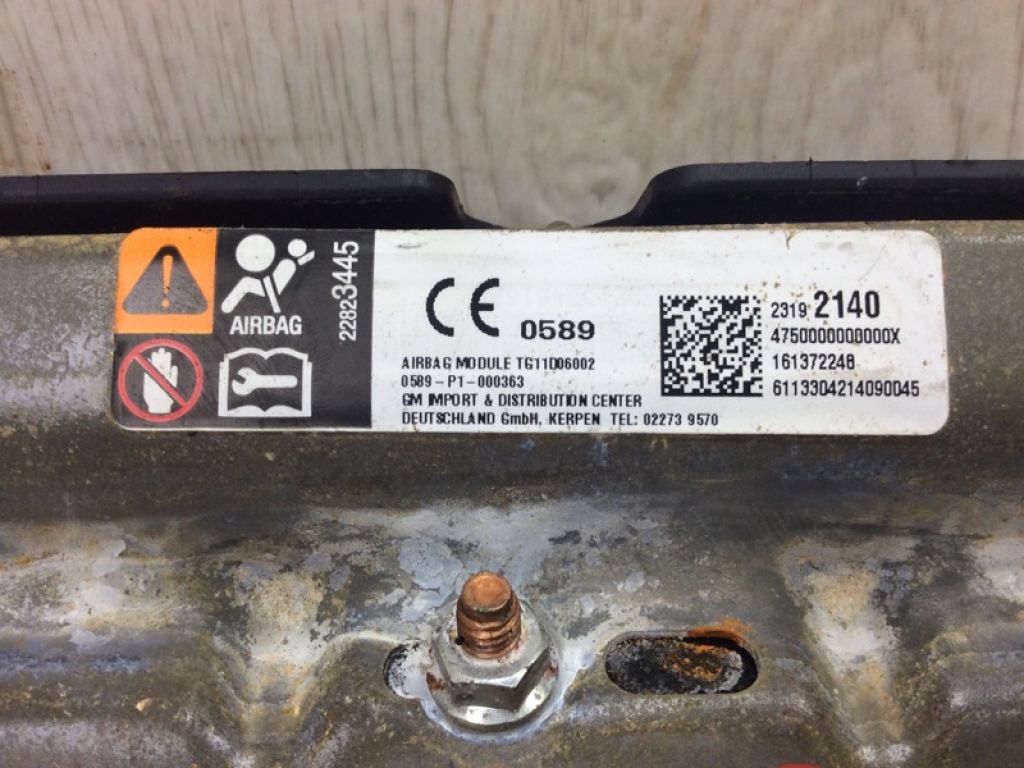 AIRBAG
22823445
CE 0589
AIRBAG MODULE TG11D06002
0589-P1-000363
GM IMPORT & DISTRIBUTION CENTER
DEUTSCHLAND GmbH, KERPEN TEL: 02273 9570
2319 2140
4750000000000X
161372248
6113304214090045